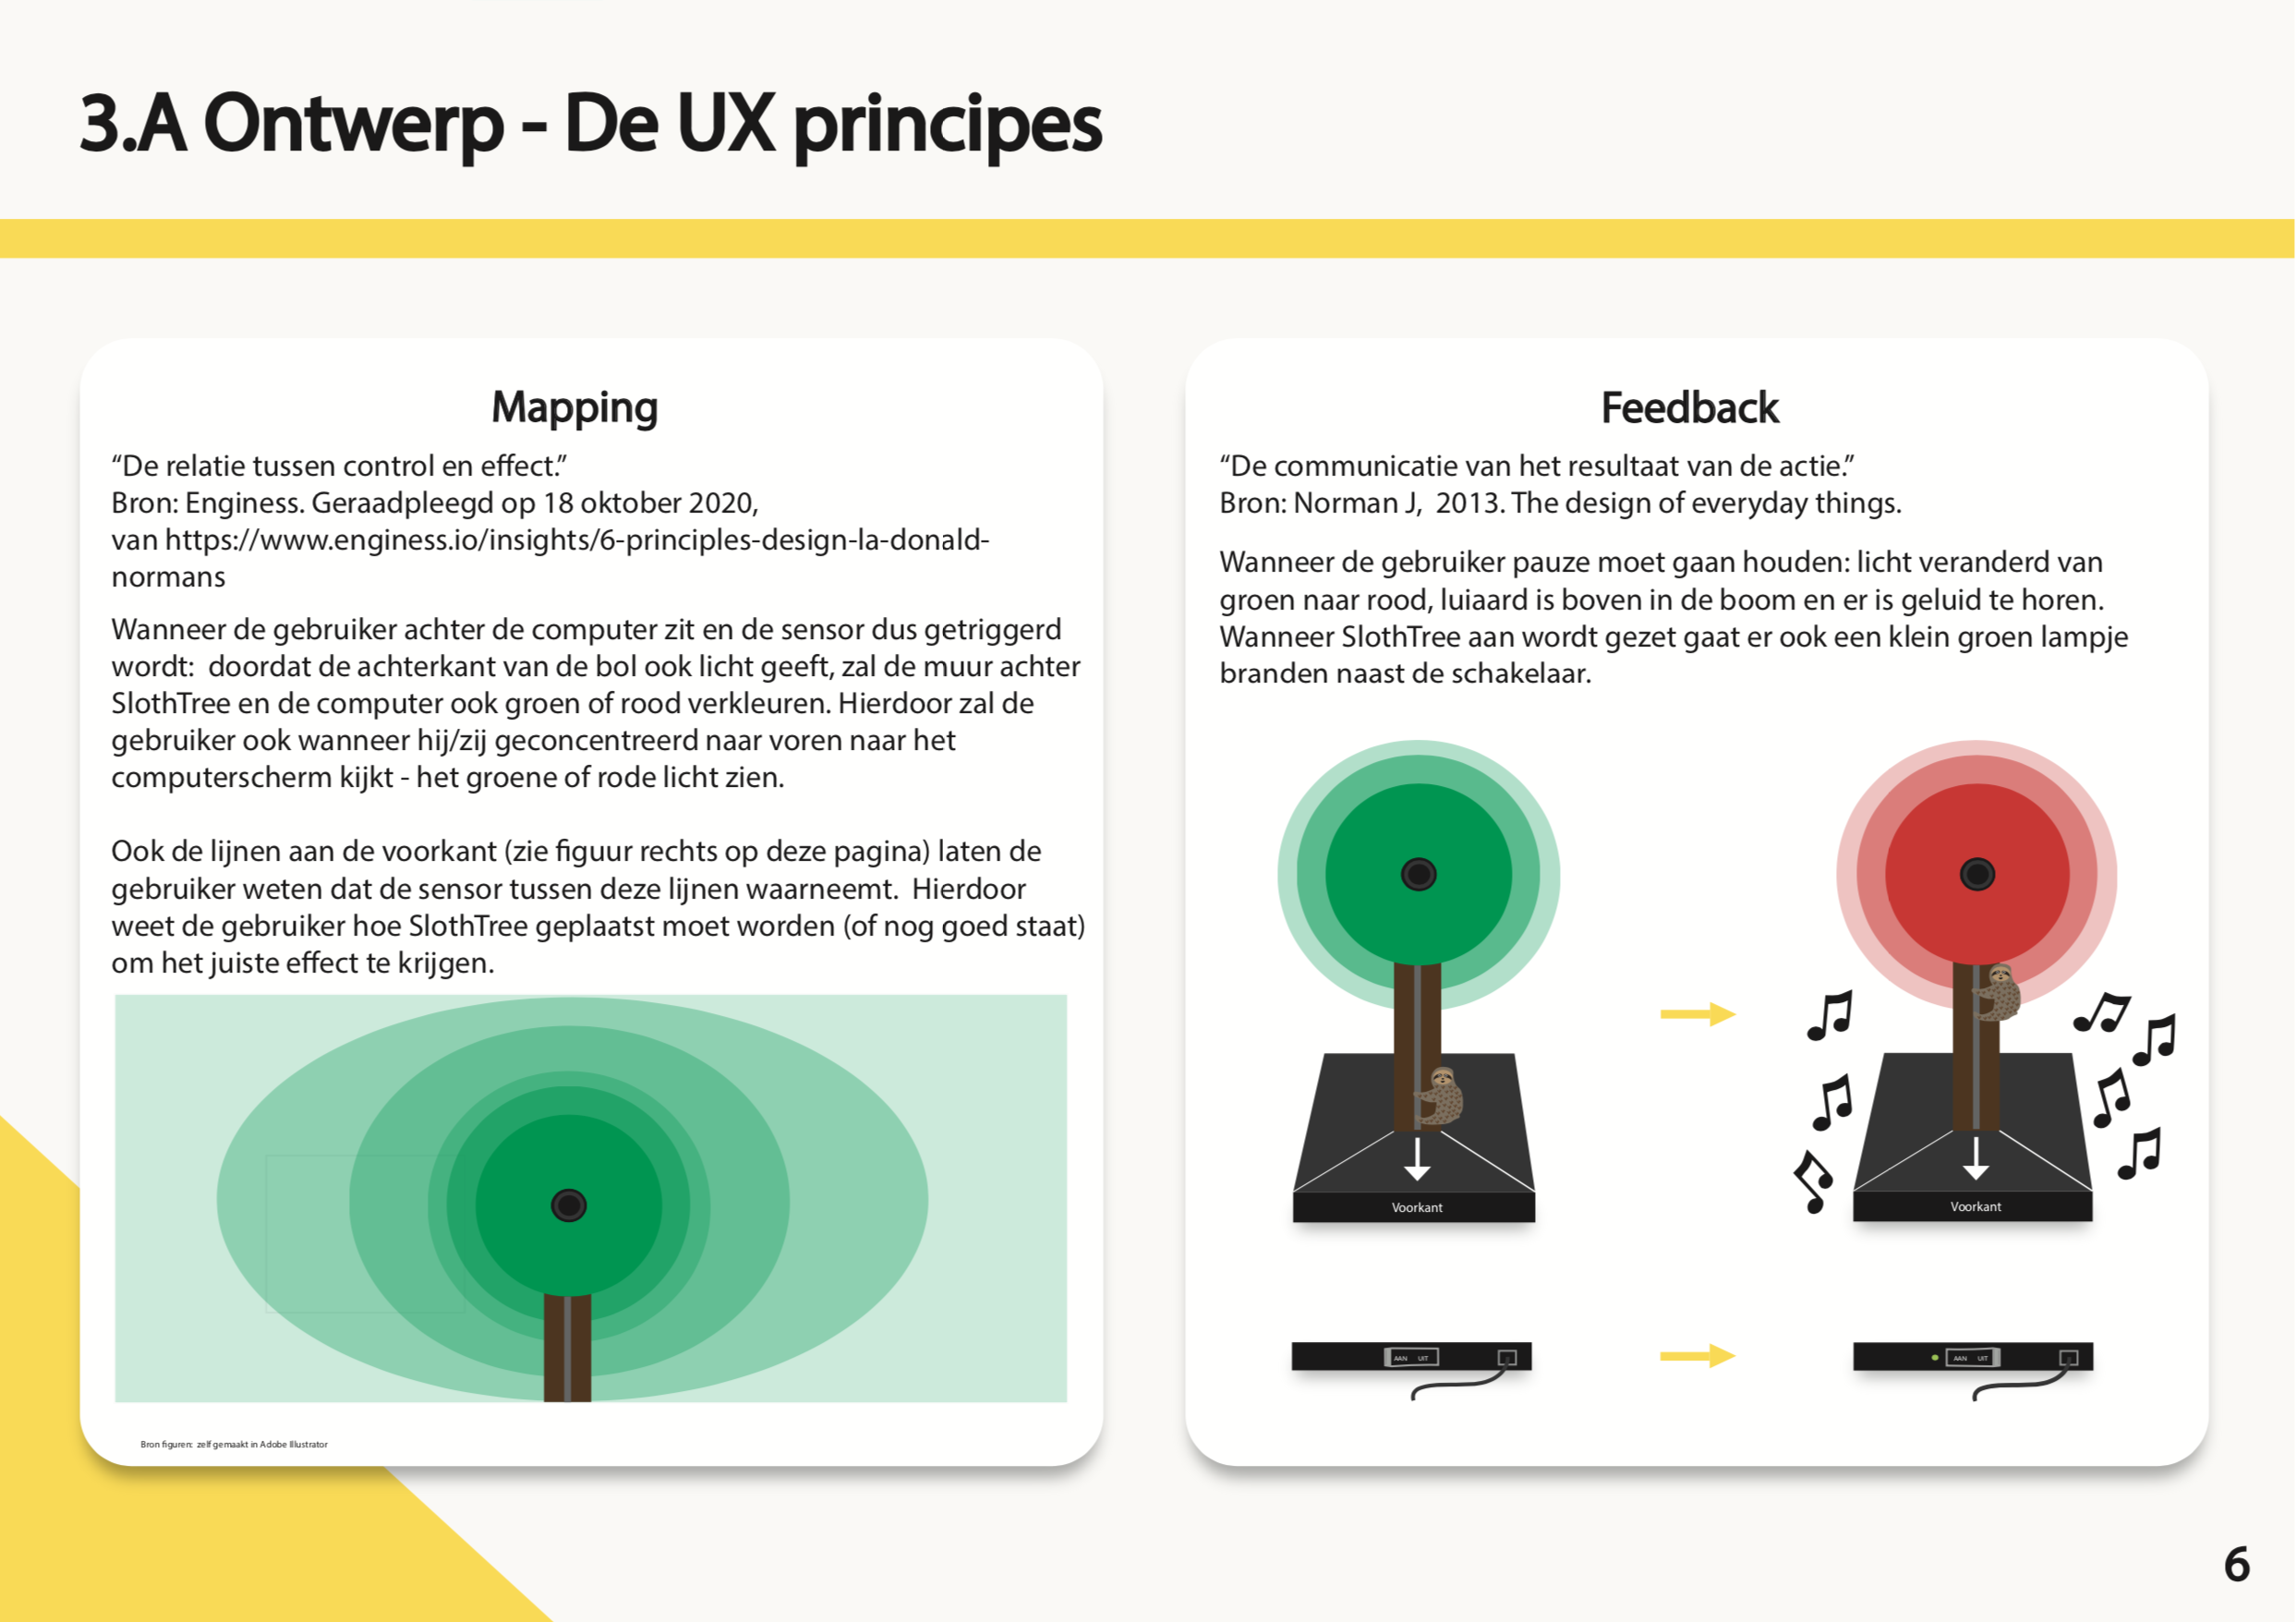 3.A Ontwerp - De UX principes
Mapping
“De relatie tussen control en effect.”
Bron: Enginess. Geraadpleegd op 18 oktober 2020,
van https://www.enginess.io/insights/6-principles-design-la-donald-
normans
Wanneer de gebruiker achter de computer zit en de sensor dus getriggerd
wordt:  doordat de achterkant van de bol ook licht geeft, zal de muur achter
SlothTree en de computer ook groen of rood verkleuren. Hierdoor zal de
gebruiker ook wanneer hij/zij geconcentreerd naar voren naar het
computerscherm kijkt - het groene of rode licht zien.
Ook de lijnen aan de voorkant (zie figuur rechts op deze pagina) laten de
gebruiker weten dat de sensor tussen deze lijnen waarneemt.  Hierdoor
weet de gebruiker hoe SlothTree geplaatst moet worden (of nog goed staat)
om het juiste effect te krijgen.
Bron figuren:  zelf gemaakt in Adobe Illustrator
Feedback
“De communicatie van het resultaat van de actie.”
Bron: Norman J,  2013. The design of everyday things.
Wanneer de gebruiker pauze moet gaan houden: licht veranderd van
groen naar rood, luiaard is boven in de boom en er is geluid te horen.
Wanneer SlothTree aan wordt gezet gaat er ook een klein groen lampje
branden naast de schakelaar.
Voorkant
Voorkant
AAN UIT
AAN UIT
6